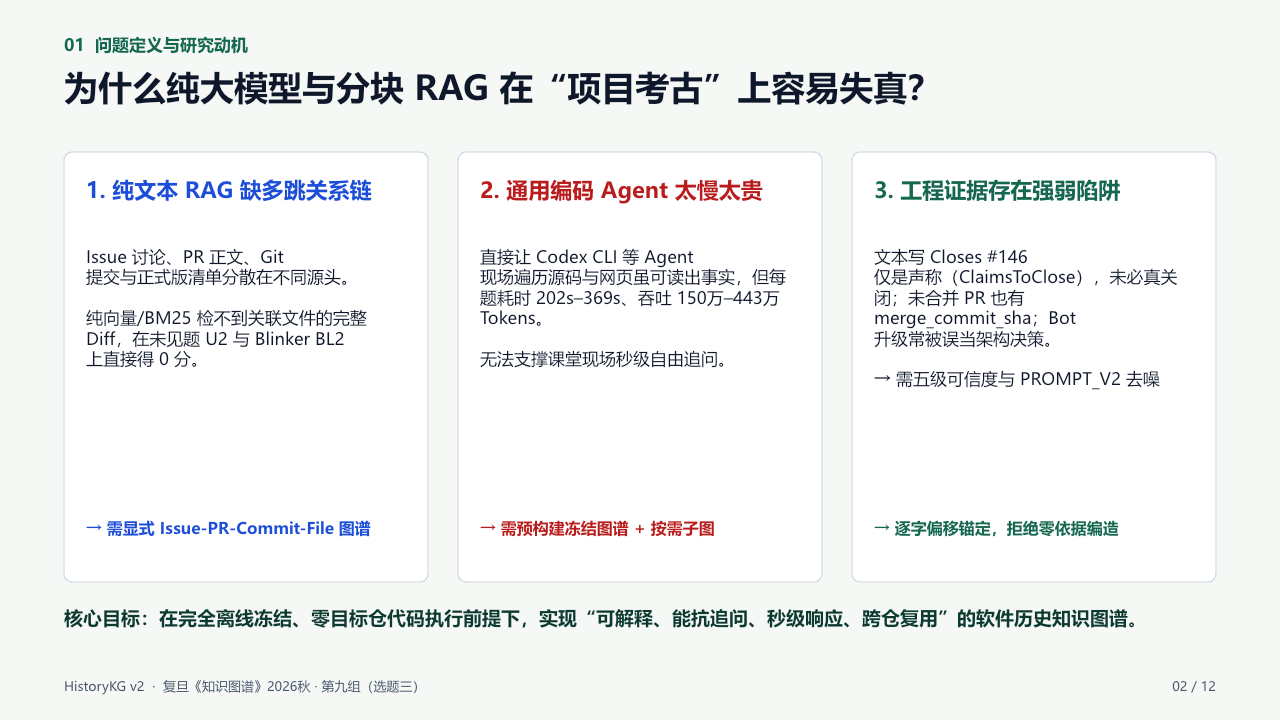 01 问题定义与研究动机
为什么纯大模型与分块 RAG 在“项目考古”上容易失真？
1. 纯文本 RAG 缺多跳关系链
Issue 讨论、PR 正文、Git
提交与正式版清单分散在不同源头。
纯向量/BM25 检不到关联文件的完整
Diff，在未见题 U2 与 Blinker BL2
上直接得 0 分。
→ 需显式 Issue-PR-Commit-File 图谱
2. 通用编码 Agent 太慢太贵
直接让 Codex CLI 等 Agent
现场遍历源码与网页虽可读出事实，但每
题耗时 202s–369s、吞吐 150万–443万
Tokens。
无法支撑课堂现场秒级自由追问。
→ 需预构建冻结图谱 + 按需子图
3. 工程证据存在强弱陷阱
文本写 Closes #146
仅是声称（ClaimsToClose），未必真关
闭；未合并 PR 也有
merge_commit_sha；Bot
升级常被误当架构决策。
→ 需五级可信度与 PROMPT_V2 去噪
→ 逐字偏移锚定，拒绝零依据编造
核心目标：在完全离线冻结、零目标仓代码执行前提下，实现“可解释、能抗追问、秒级响应、跨仓复用”的软件历史知识图谱。
HistoryKG v2 · 复旦《知识图谱》2026秋 · 第九组（选题三）
02 / 12